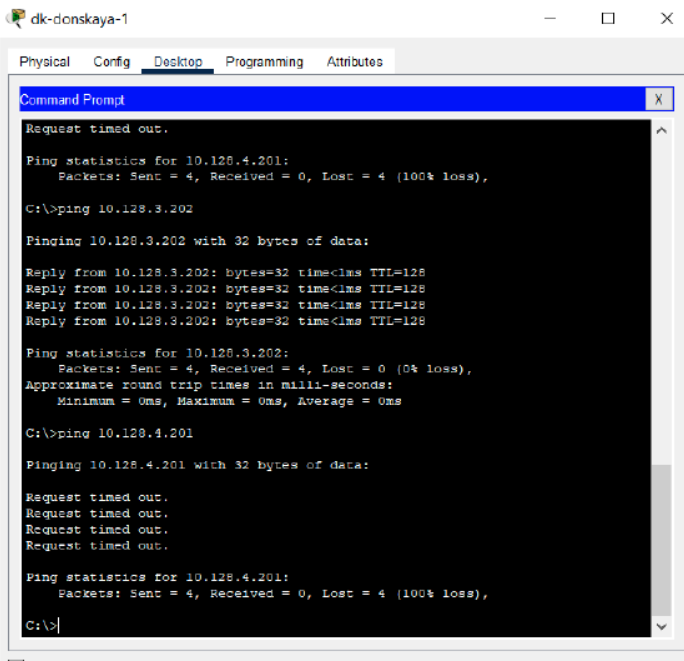 dk-donskaya-1
Physical Config Desktop Programming Attributes
Command Prompt X
Request timed out.
Ping statistics for 10.128.4.201:
Packets: Sent = 4, Received = 0, Lost = 4 (100% loss),
C:\>ping 10.128.3.202
Pinging 10.128.3.202 with 32 bytes of data:
Reply from 10.128.3.202: bytes=32 time<1ms TTL=128
Reply from 10.128.3.202: bytes=32 time<1ms TTL=128
Reply from 10.128.3.202: bytes=32 time<1ms TTL=128
Reply from 10.128.3.202: bytes=32 time<1ms TTL=128
Ping statistics for 10.128.3.202:
Packets: Sent = 4, Received = 4, Lost = 0 (0% loss),
Approximate round trip times in milli-seconds:
Minimum = 0ms, Maximum = 0ms, Average = 0ms
C:\>ping 10.128.4.201
Pinging 10.128.4.201 with 32 bytes of data:
Request timed out.
Request timed out.
Request timed out.
Request timed out.
Ping statistics for 10.128.4.201:
Packets: Sent = 4, Received = 0, Lost = 4 (100% loss),
C:\>